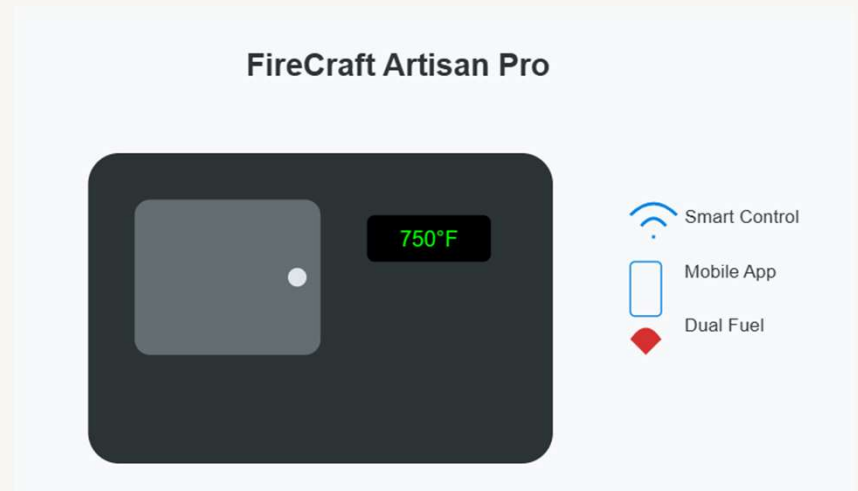 FireCraft Artisan Pro
750°F
Smart Control
Mobile App
Dual Fuel